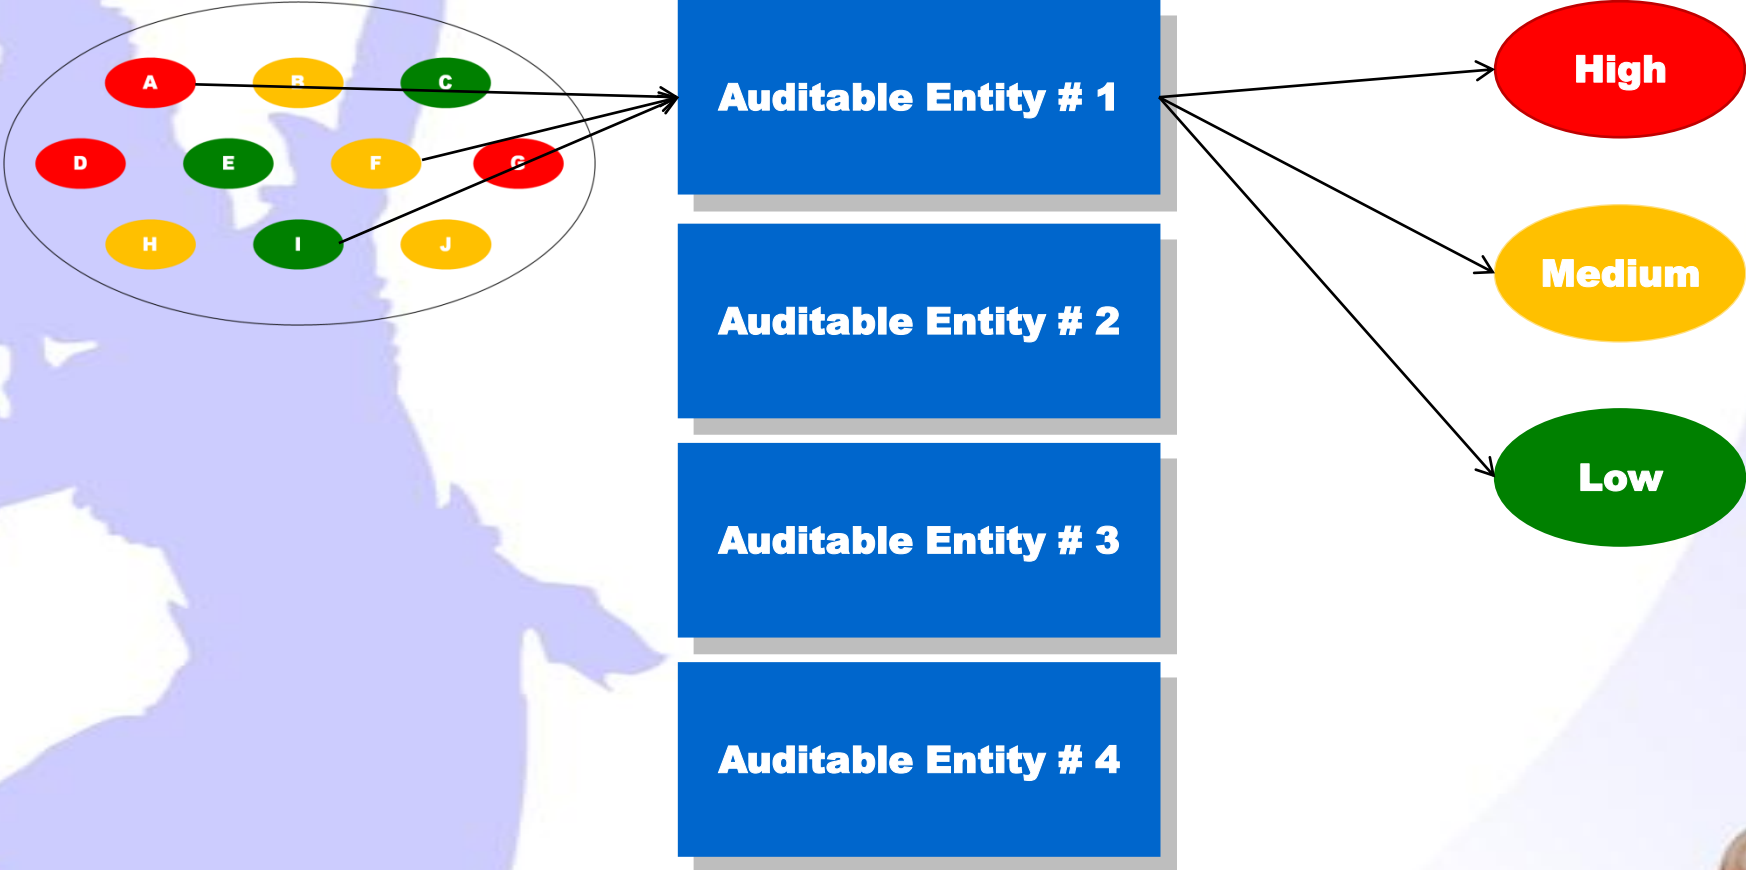 A
B
C
D
E
F
G
H
I
J
Auditable Entity # 1
Auditable Entity # 2
Auditable Entity # 3
Auditable Entity # 4
High
Medium
Low